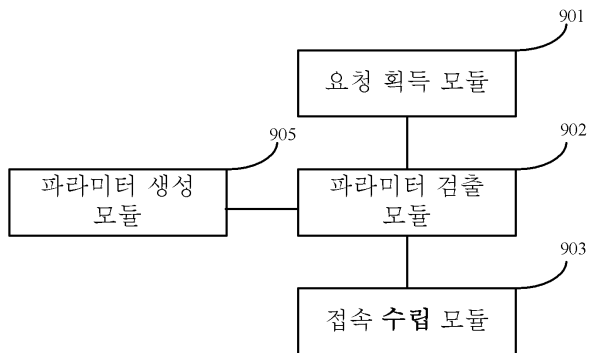 901
요청 획득 모듈
902
905
파라미터 생성
모듈
파라미터 검출
모듈
903
접속 수립 모듈